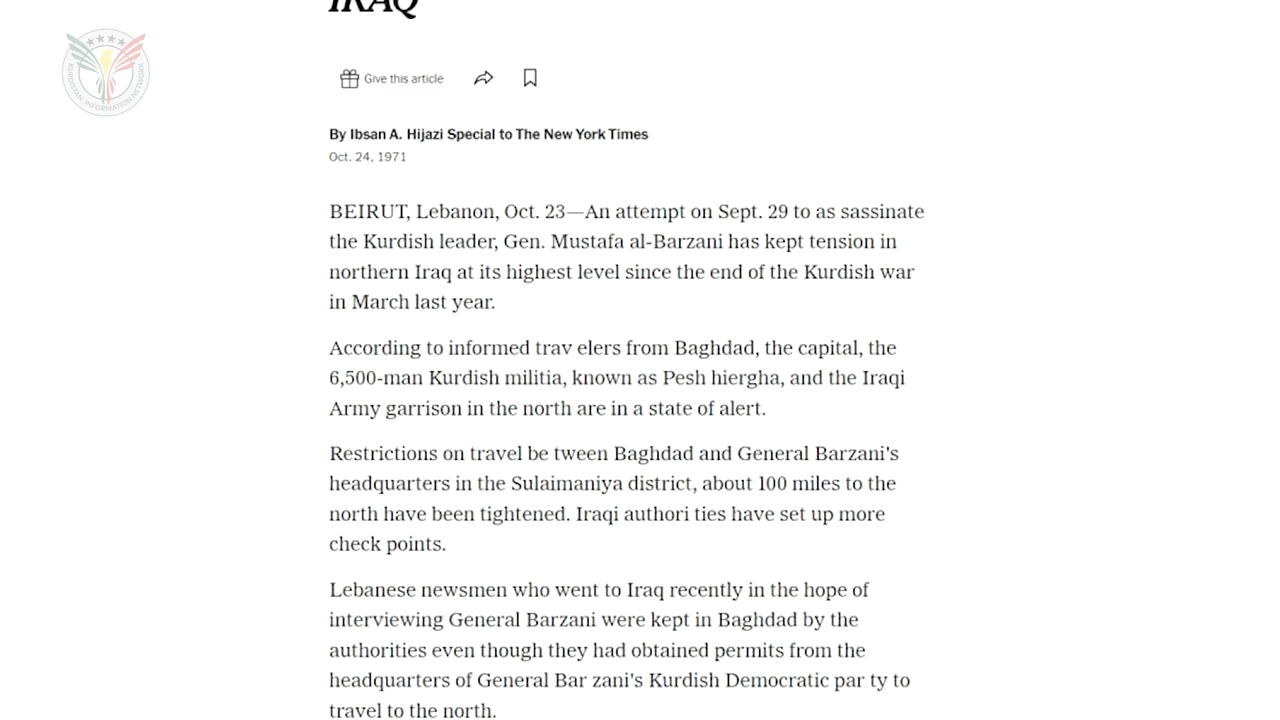 IRAQ
KURDISTAN INFORMATION NETWORK
Give this article
By Ibsan A. Hijazi Special to The New York Times
Oct. 24, 1971
BEIRUT, Lebanon, Oct. 23—An attempt on Sept. 29 to as sassinate
the Kurdish leader, Gen. Mustafa al-Barzani has kept tension in
northern Iraq at its highest level since the end of the Kurdish war
in March last year.
According to informed trav elers from Baghdad, the capital, the
6,500-man Kurdish militia, known as Pesh hiergha, and the Iraqi
Army garrison in the north are in a state of alert.
Restrictions on travel be tween Baghdad and General Barzani's
headquarters in the Sulaimaniya district, about 100 miles to the
north have been tightened. Iraqi authori ties have set up more
check points.
Lebanese newsmen who went to Iraq recently in the hope of
interviewing General Barzani were kept in Baghdad by the
authorities even though they had obtained permits from the
headquarters of General Bar zani's Kurdish Democratic par ty to
travel to the north.